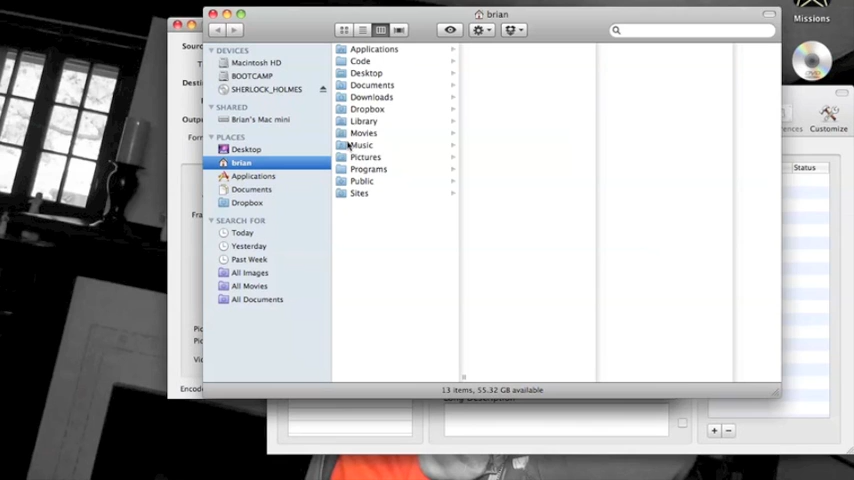 brian
Missions
DEVICES
Macintosh HD
BOOTCAMP
SHERLOCK_HOLMES
SHARED
Brian's Mac mini
PLACES
Desktop
brian
Applications
Documents
Dropbox
SEARCH FOR
Today
Yesterday
Past Week
All Images
All Movies
All Documents
Applications
Code
Desktop
Documents
Downloads
Dropbox
Library
Movies
Music
Pictures
Programs
Public
Sites
13 items, 55.32 GB available
Customize
Status
Long Description